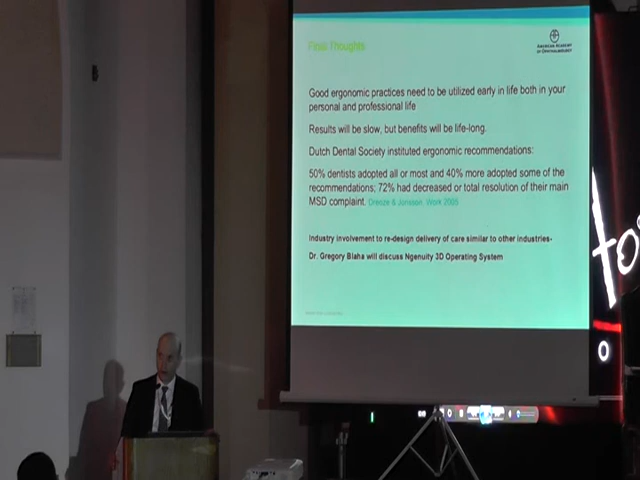 Final Thoughts
AMERICAN ACADEMY
OF OPHTHALMOLOGY
Good ergonomic practices need to be utilized early in life both in your
personal and professional life
Results will be slow, but benefits will be life-long.
Dutch Dental Society instituted ergonomic recommendations:
50% dentists adopted all or most and 40% more adopted some of the
recommendations; 72% had decreased or total resolution of their main
MSD complaint. Droeze & Jonsson, Work 2005
Industry involvement to re-design delivery of care similar to other industries-
Dr. Gregory Blaha will discuss Ngenuity 3D Operating System